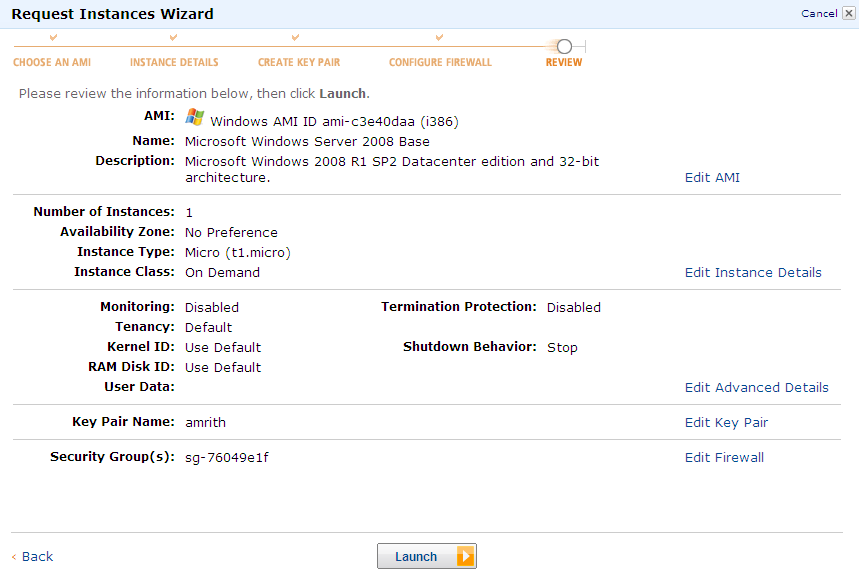 Request Instances Wizard
Cancel
CHOOSE AN AMI INSTANCE DETAILS CREATE KEY PAIR CONFIGURE FIREWALL REVIEW
Please review the information below, then click Launch.
AMI: Windows AMI ID ami-c3e40daa (i386)
Name: Microsoft Windows Server 2008 Base
Description: Microsoft Windows 2008 R1 SP2 Datacenter edition and 32-bit
architecture. Edit AMI
Number of Instances: 1
Availability Zone: No Preference
Instance Type: Micro (t1.micro)
Instance Class: On Demand Edit Instance Details
Monitoring: Disabled Termination Protection: Disabled
Tenancy: Default
Kernel ID: Use Default Shutdown Behavior: Stop
RAM Disk ID: Use Default
User Data: Edit Advanced Details
Key Pair Name: amrith Edit Key Pair
Security Group(s): sg-76049e1f Edit Firewall
‹ Back Launch